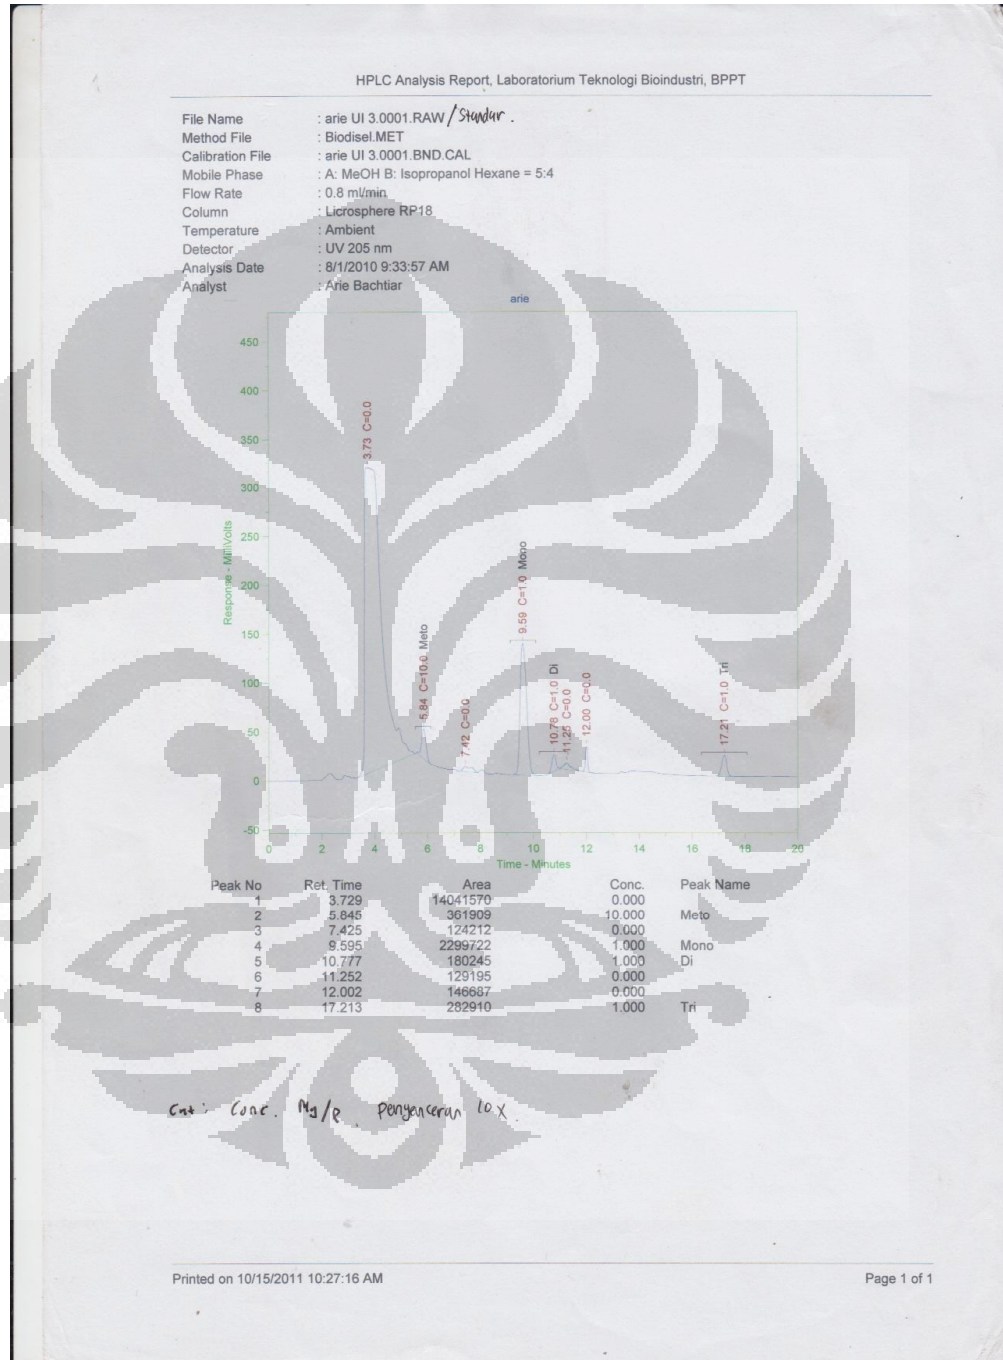 HPLC Analysis Report, Laboratorium Teknologi Bioindustri, BPPT
File Name : arie UI 3.0001.RAW / Standar.
Method File : Biodisel.MET
Calibration File : arie UI 3.0001.BND.CAL
Mobile Phase : A: MeOH B: Isopropanol Hexane = 5:4
Flow Rate : 0.8 ml/min
Column : Licrosphere RP18
Temperature : Ambient
Detector : UV 205 nm
Analysis Date : 8/1/2010 9:33:57 AM
Analyst : Arie Bachtiar
arie
450
400
350
300
250
200
150
100
50
0
-50
Response - MilliVolts
3.73 C=0.0
5.84 C=10.0 Meto
7.42 C=0.0
9.59 C=1.0 Mono
10.78 C=1.0 Di
11.25 C=0.0
12.00 C=0.0
17.21 C=1.0 Tri
0 2 4 6 8 10 12 14 16 18 20
Time - Minutes
Peak No Ret. Time Area Conc. Peak Name
1 3.729 14041570 0.000
2 5.845 361909 10.000 Meto
3 7.425 124212 0.000
4 9.595 2299722 1.000 Mono
5 10.777 180245 1.000 Di
6 11.252 129195 0.000
7 12.002 146687 0.000
8 17.213 282910 1.000 Tri
Cat: Conc. Penyenceran 10 X
Printed on 10/15/2011 10:27:16 AM Page 1 of 1